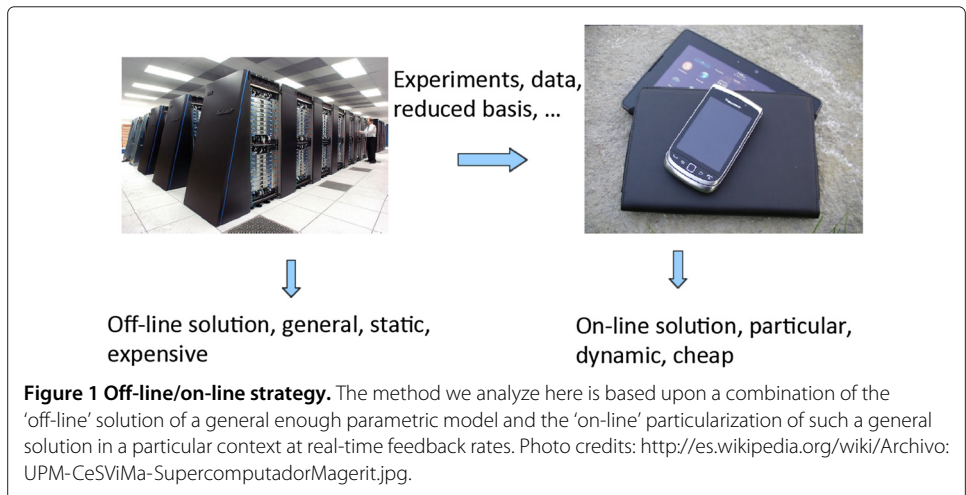 Experiments, data,
reduced basis, ...
Off-line solution, general, static,
expensive
On-line solution, particular,
dynamic, cheap
Figure 1 Off-line/on-line strategy. The method we analyze here is based upon a combination of the
‘off-line’ solution of a general enough parametric model and the ‘on-line’ particularization of such a general
solution in a particular context at real-time feedback rates. Photo credits: http://es.wikipedia.org/wiki/Archivo:
UPM-CeSViMa-SupercomputadorMagerit.jpg.